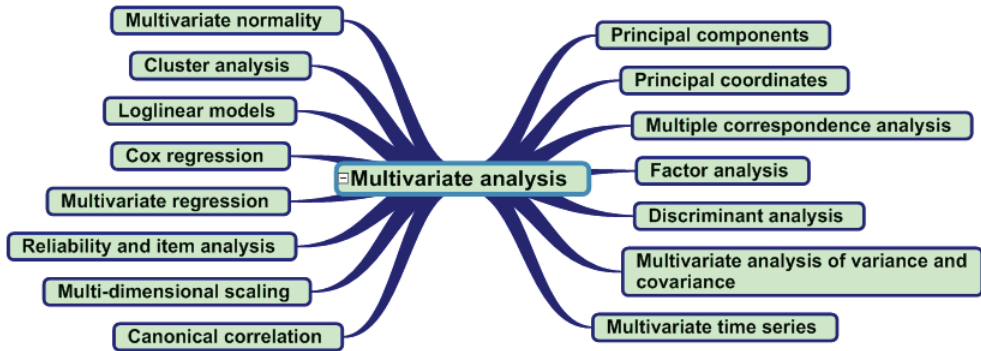 Multivariate normality
Cluster analysis
Loglinear models
Cox regression
Multivariate regression
Reliability and item analysis
Multi-dimensional scaling
Canonical correlation
Multivariate analysis
Principal components
Principal coordinates
Multiple correspondence analysis
Factor analysis
Discriminant analysis
Multivariate analysis of variance and
covariance
Multivariate time series